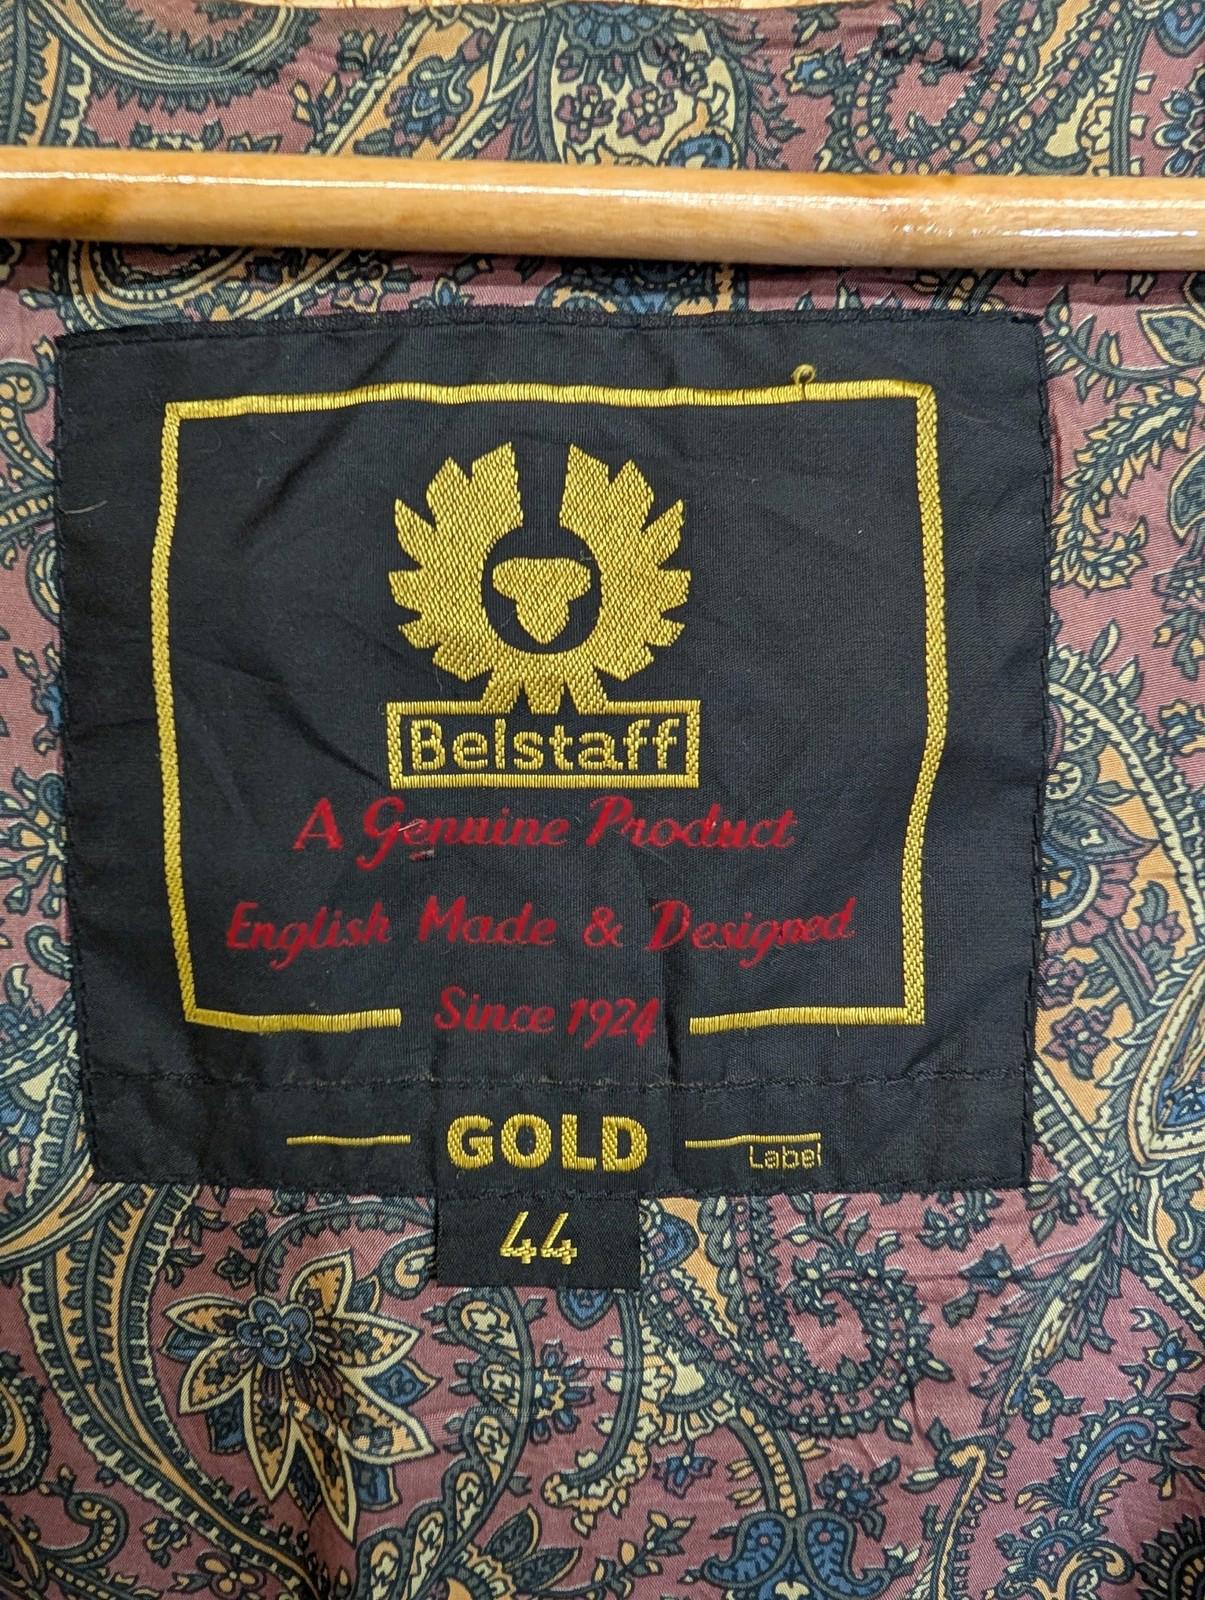 Belstaff
A Genuine Product
English Made & Designed
Since 1924
GOLD
Label
44